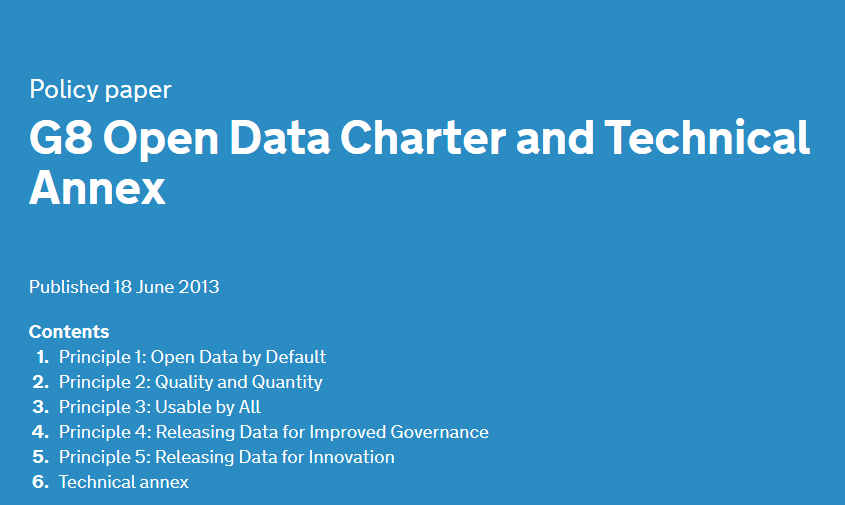 Policy paper
G8 Open Data Charter and Technical
Annex
Published 18 June 2013
Contents
1. Principle 1: Open Data by Default
2. Principle 2: Quality and Quantity
3. Principle 3: Usable by All
4. Principle 4: Releasing Data for Improved Governance
5. Principle 5: Releasing Data for Innovation
6. Technical annex